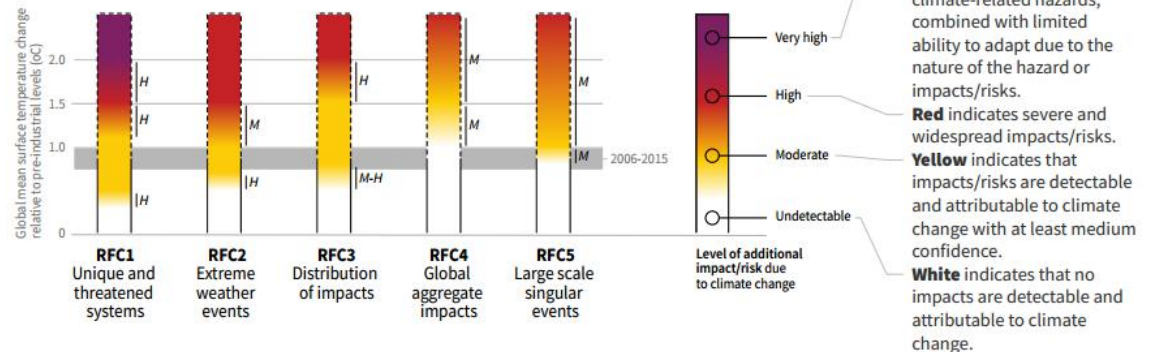 Global mean surface temperature change
relative to pre-industrial levels (oC)
2.0
1.5
1.0
0
H
H
H
M
H
H
M-H
M
M
M
M
2006-2015
RFC1
Unique and
threatened
systems
RFC2
Extreme
weather
events
RFC3
Distribution
of impacts
RFC4
Global
aggregate
impacts
RFC5
Large scale
singular
events
Very high
High
Moderate
Undetectable
Level of additional
impact/risk due
to climate change
climate-related hazards,
combined with limited
ability to adapt due to the
nature of the hazard or
impacts/risks.
Red indicates severe and
widespread impacts/risks.
Yellow indicates that
impacts/risks are detectable
and attributable to climate
change with at least medium
confidence.
White indicates that no
impacts are detectable and
attributable to climate
change.